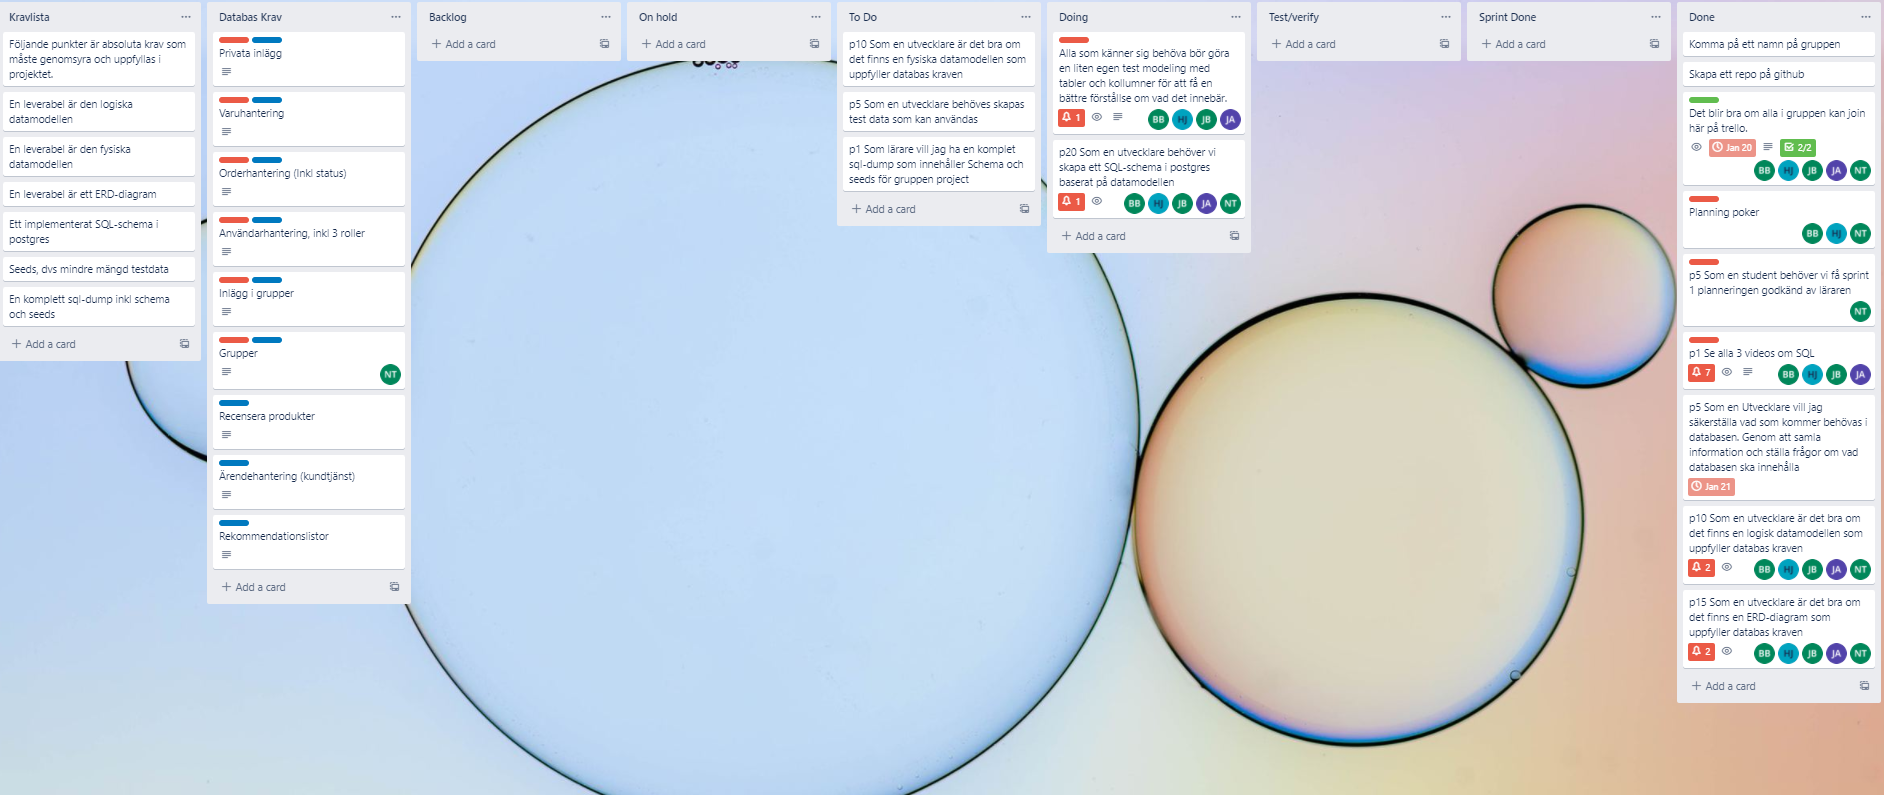 Kravlista
Följande punkter är absoluta krav som
måste genomsyra och uppfyllas i
projektet.
En leverabel är den logiska
datamodellen
En leverabel är den fysiska
datamodellen
En leverabel är ett ERD-diagram
Ett implementerat SQL-schema i
postgres
Seeds, dvs mindre mängd testdata
En komplett sql-dump inkl schema
och seeds
+ Add a card
Databas Krav
Privata inlägg
Varuhantering
Orderhantering (Inkl status)
Användarhantering, inkl 3 roller
Inlägg i grupper
Grupper
NT
Recensera produkter
Ärendehantering (kundtjänst)
Rekommendationslistor
+ Add a card
Backlog
+ Add a card
On hold
+ Add a card
To Do
p10 Som en utvecklare är det bra om
det finns en fysiska datamodellen som
uppfyller databas kraven
p5 Som en utvecklare behöves skapas
test data som kan användas
p1 Som lärare vill jag ha en komplet
sql-dump som innehåller Schema och
seeds för gruppen project
+ Add a card
Doing
Alla som känner sig behöva bör göra
en liten egen test modeling med
tabler och kollumner för att få en
bättre förstållse om vad det innebär.
1 BB HJ JB JA
p20 Som en utvecklare behöver vi
skapa ett SQL-schema i postgres
baserat på datamodellen
1 BB HJ JB JA NT
+ Add a card
Test/verify
+ Add a card
Sprint Done
+ Add a card
Done
Komma på ett namn på gruppen
Skapa ett repo på github
Det blir bra om alla i gruppen kan join
här på trello.
Jan 20 2/2
BB HJ JB JA NT
Planning poker
BB HJ NT
p5 Som en student behöver vi få sprint
1 planneringen godkänd av läraren
NT
p1 Se alla 3 videos om SQL
7 BB HJ JB JA
p5 Som en Utvecklare vill jag
säkerställa vad som kommer behövas i
databasen. Genom att samla
information och ställa frågor om vad
databasen ska innehålla
Jan 21
p10 Som en utvecklare är det bra om
det finns en logisk datamodellen som
uppfyller databas kraven
2 BB HJ JB JA NT
p15 Som en utvecklare är det bra om
det finns en ERD-diagram som
uppfyller databas kraven
2 BB HJ JB JA NT
+ Add a card